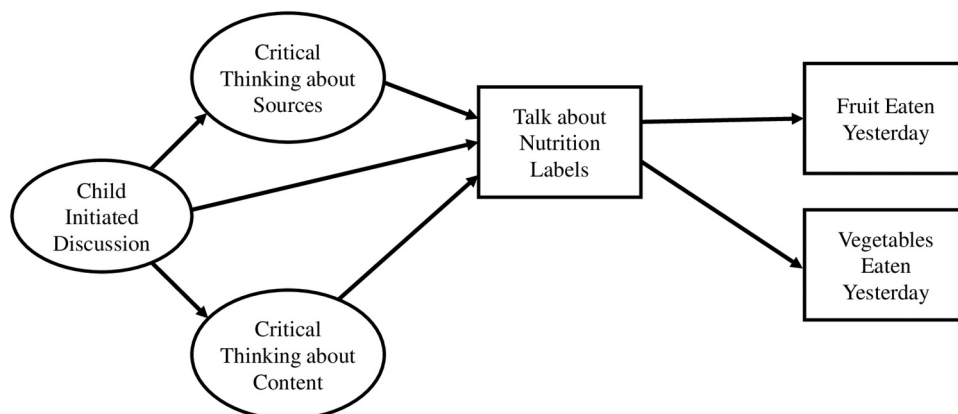 Critical
Thinking about
Sources
Child
Initiated
Discussion
Critical
Thinking about
Content
Talk about
Nutrition
Labels
Fruit Eaten
Yesterday
Vegetables
Eaten
Yesterday